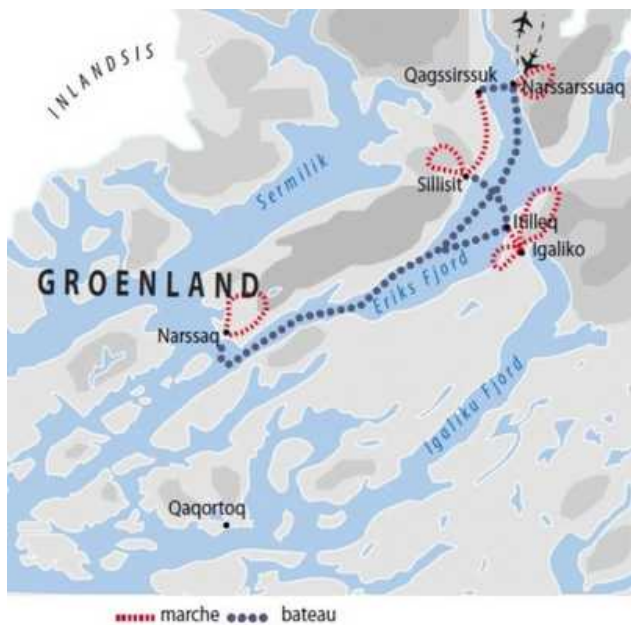 INLANDSIS
Qagssirssuk
Narssarssuaq
Sermilik
Sillisit
Itilleq
Igaliko
GROENLAND
Eriks Fjord
Narssaq
Igaliku Fjord
Qaqortoq
marche bateau